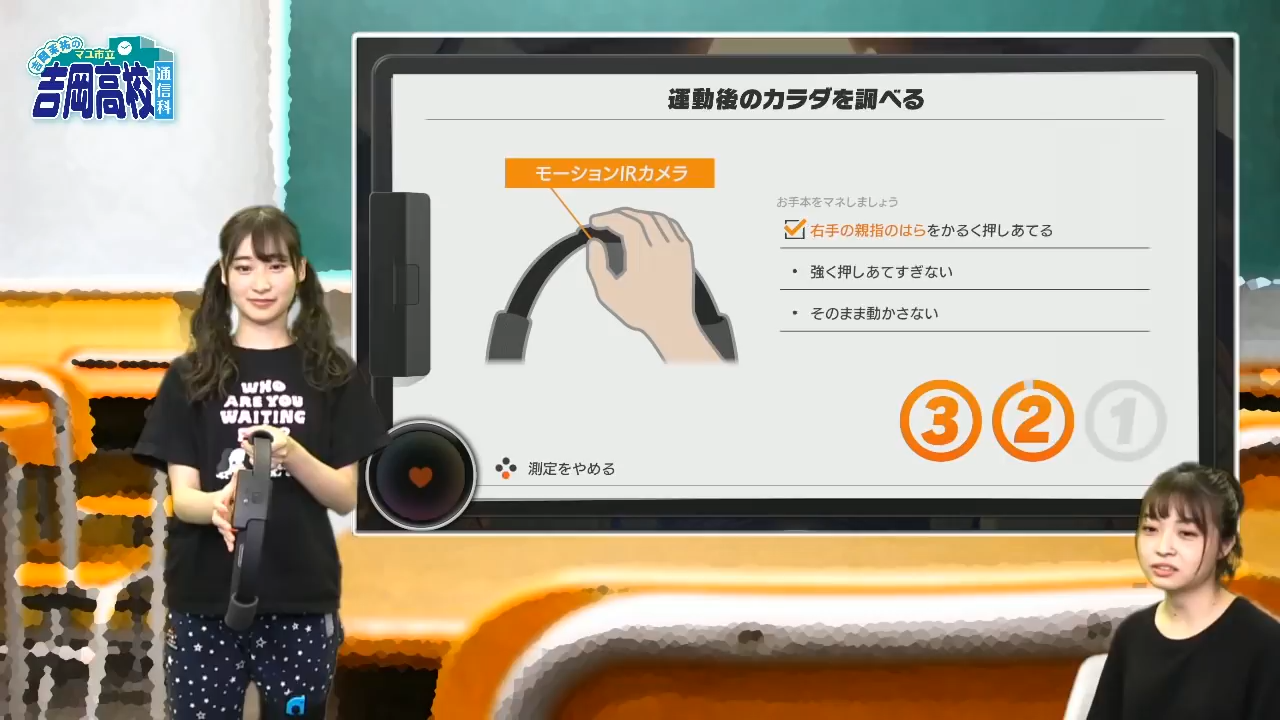 吉岡茉祐の
マユ市立
吉岡高校
通信科
運動後のカラダを調べる
モーションIRカメラ
お手本をマネしましょう
右手の親指のはらをかるく押しあてる
・ 強く押しあてすぎない
・ そのまま動かさない
3 2 1
測定をやめる
WHO
ARE YOU
WAITING